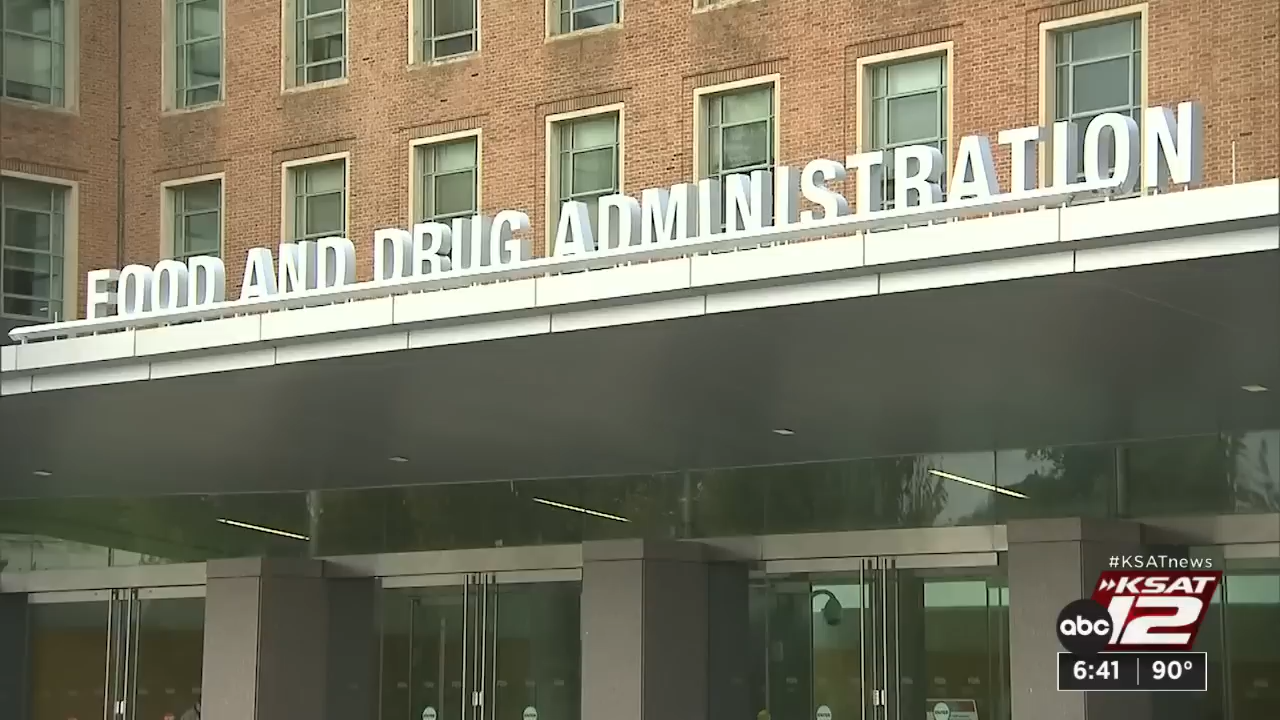 FOOD AND DRUG ADMINISTRATION
#KSATnews
KSAT
abc 12
6:41 90°